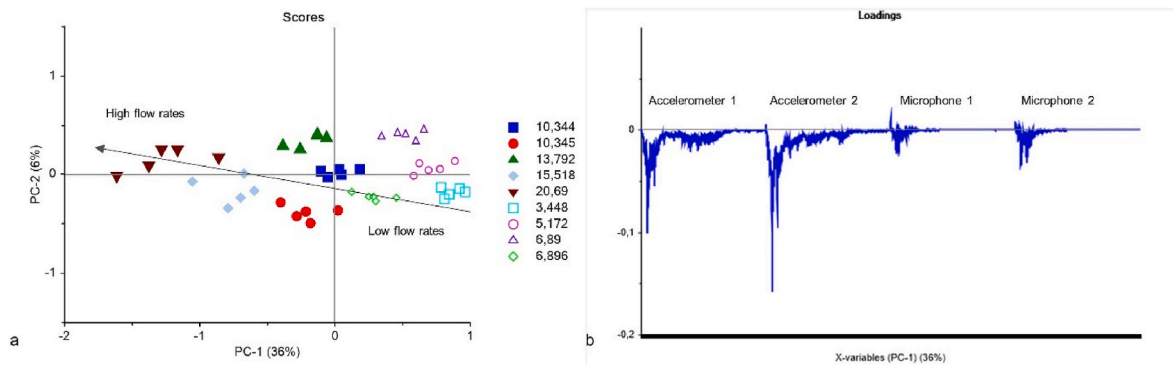 Scores
1
0
-1
-2
-1
0
1
PC-2 (6%)
PC-1 (36%)
High flow rates
Low flow rates
10,344
10,345
13,792
15,518
20,69
3,448
5,172
6,89
6,896
a
Loadings
0
-0,1
-0,2
Accelerometer 1
Accelerometer 2
Microphone 1
Microphone 2
X-variables (PC-1) (36%)
b